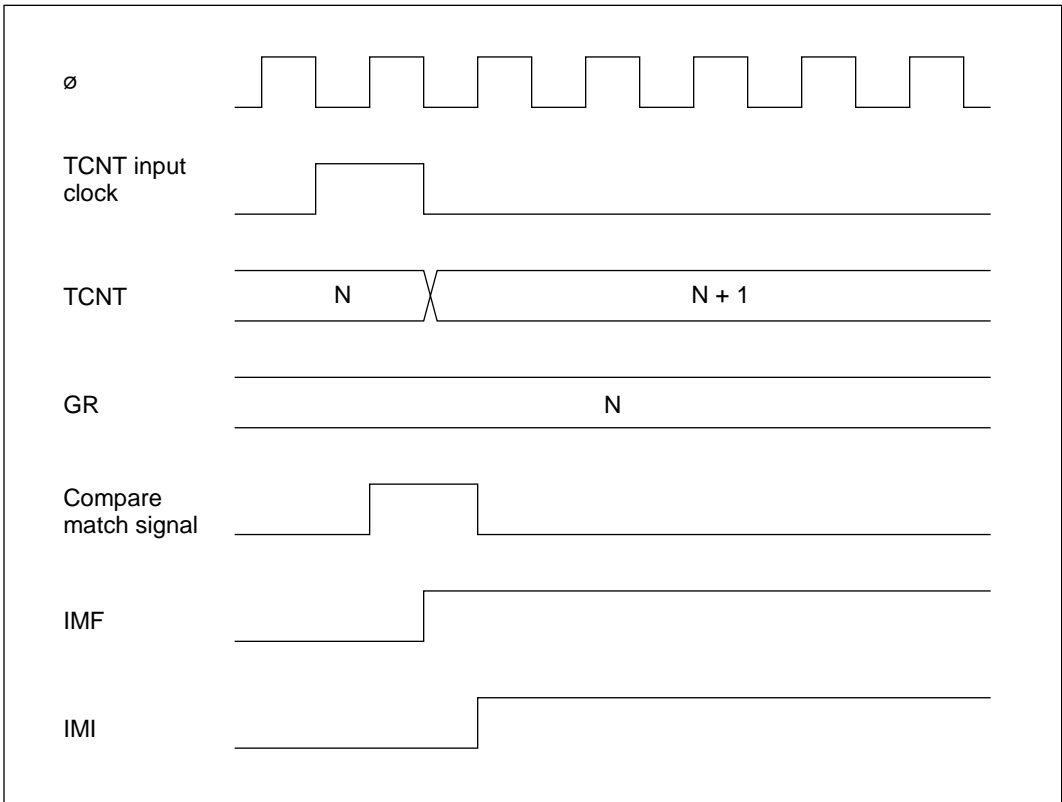 ø
TCNT input
clock
TCNT
N
N + 1
GR
N
Compare
match signal
IMF
IMI